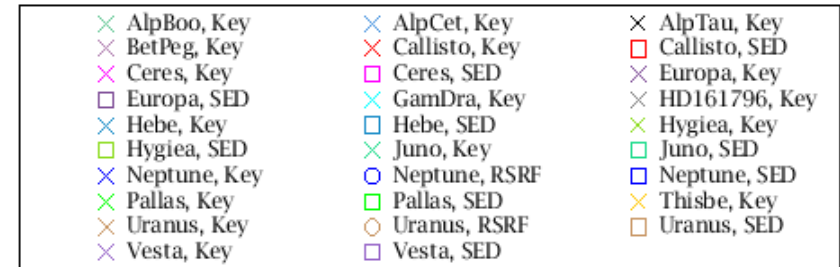 AlpBoo, Key AlpCet, Key AlpTau, Key
BetPeg, Key Callisto, Key Callisto, SED
Ceres, Key Ceres, SED Europa, Key
Europa, SED GamDra, Key HD161796, Key
Hebe, Key Hebe, SED Hygiea, Key
Hygiea, SED Juno, Key Juno, SED
Neptune, Key Neptune, RSRF Neptune, SED
Pallas, Key Pallas, SED Thisbe, Key
Uranus, Key Uranus, RSRF Uranus, SED
Vesta, Key Vesta, SED